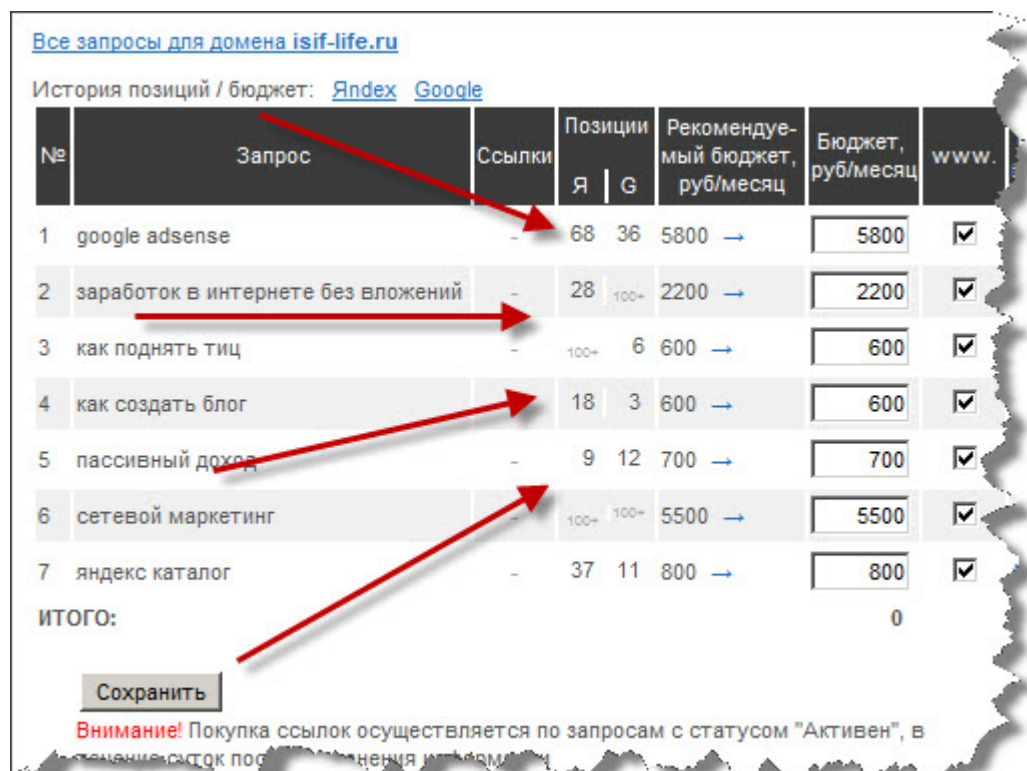 Все запросы для домена isif-life.ru
История позиций / бюджет: Яndex Google
№ Запрос Ссылки Позиции Я G Рекомендуе-мый бюджет, руб/месяц Бюджет, руб/месяц www.
1 google adsense - 68 36 5800 → 5800
2 заработок в интернете без вложений - 28 100+ 2200 → 2200
3 как поднять тиц - 100+ 6 600 → 600
4 как создать блог 18 3 600 → 600
5 пассивный доход - 9 12 700 → 700
6 сетевой маркетинг - 100+ 100+ 5500 → 5500
7 яндекс каталог - 37 11 800 → 800
ИТОГО: 0
Сохранить
Внимание! Покупка ссылок осуществляется по запросам с статусом "Активен", в
суток